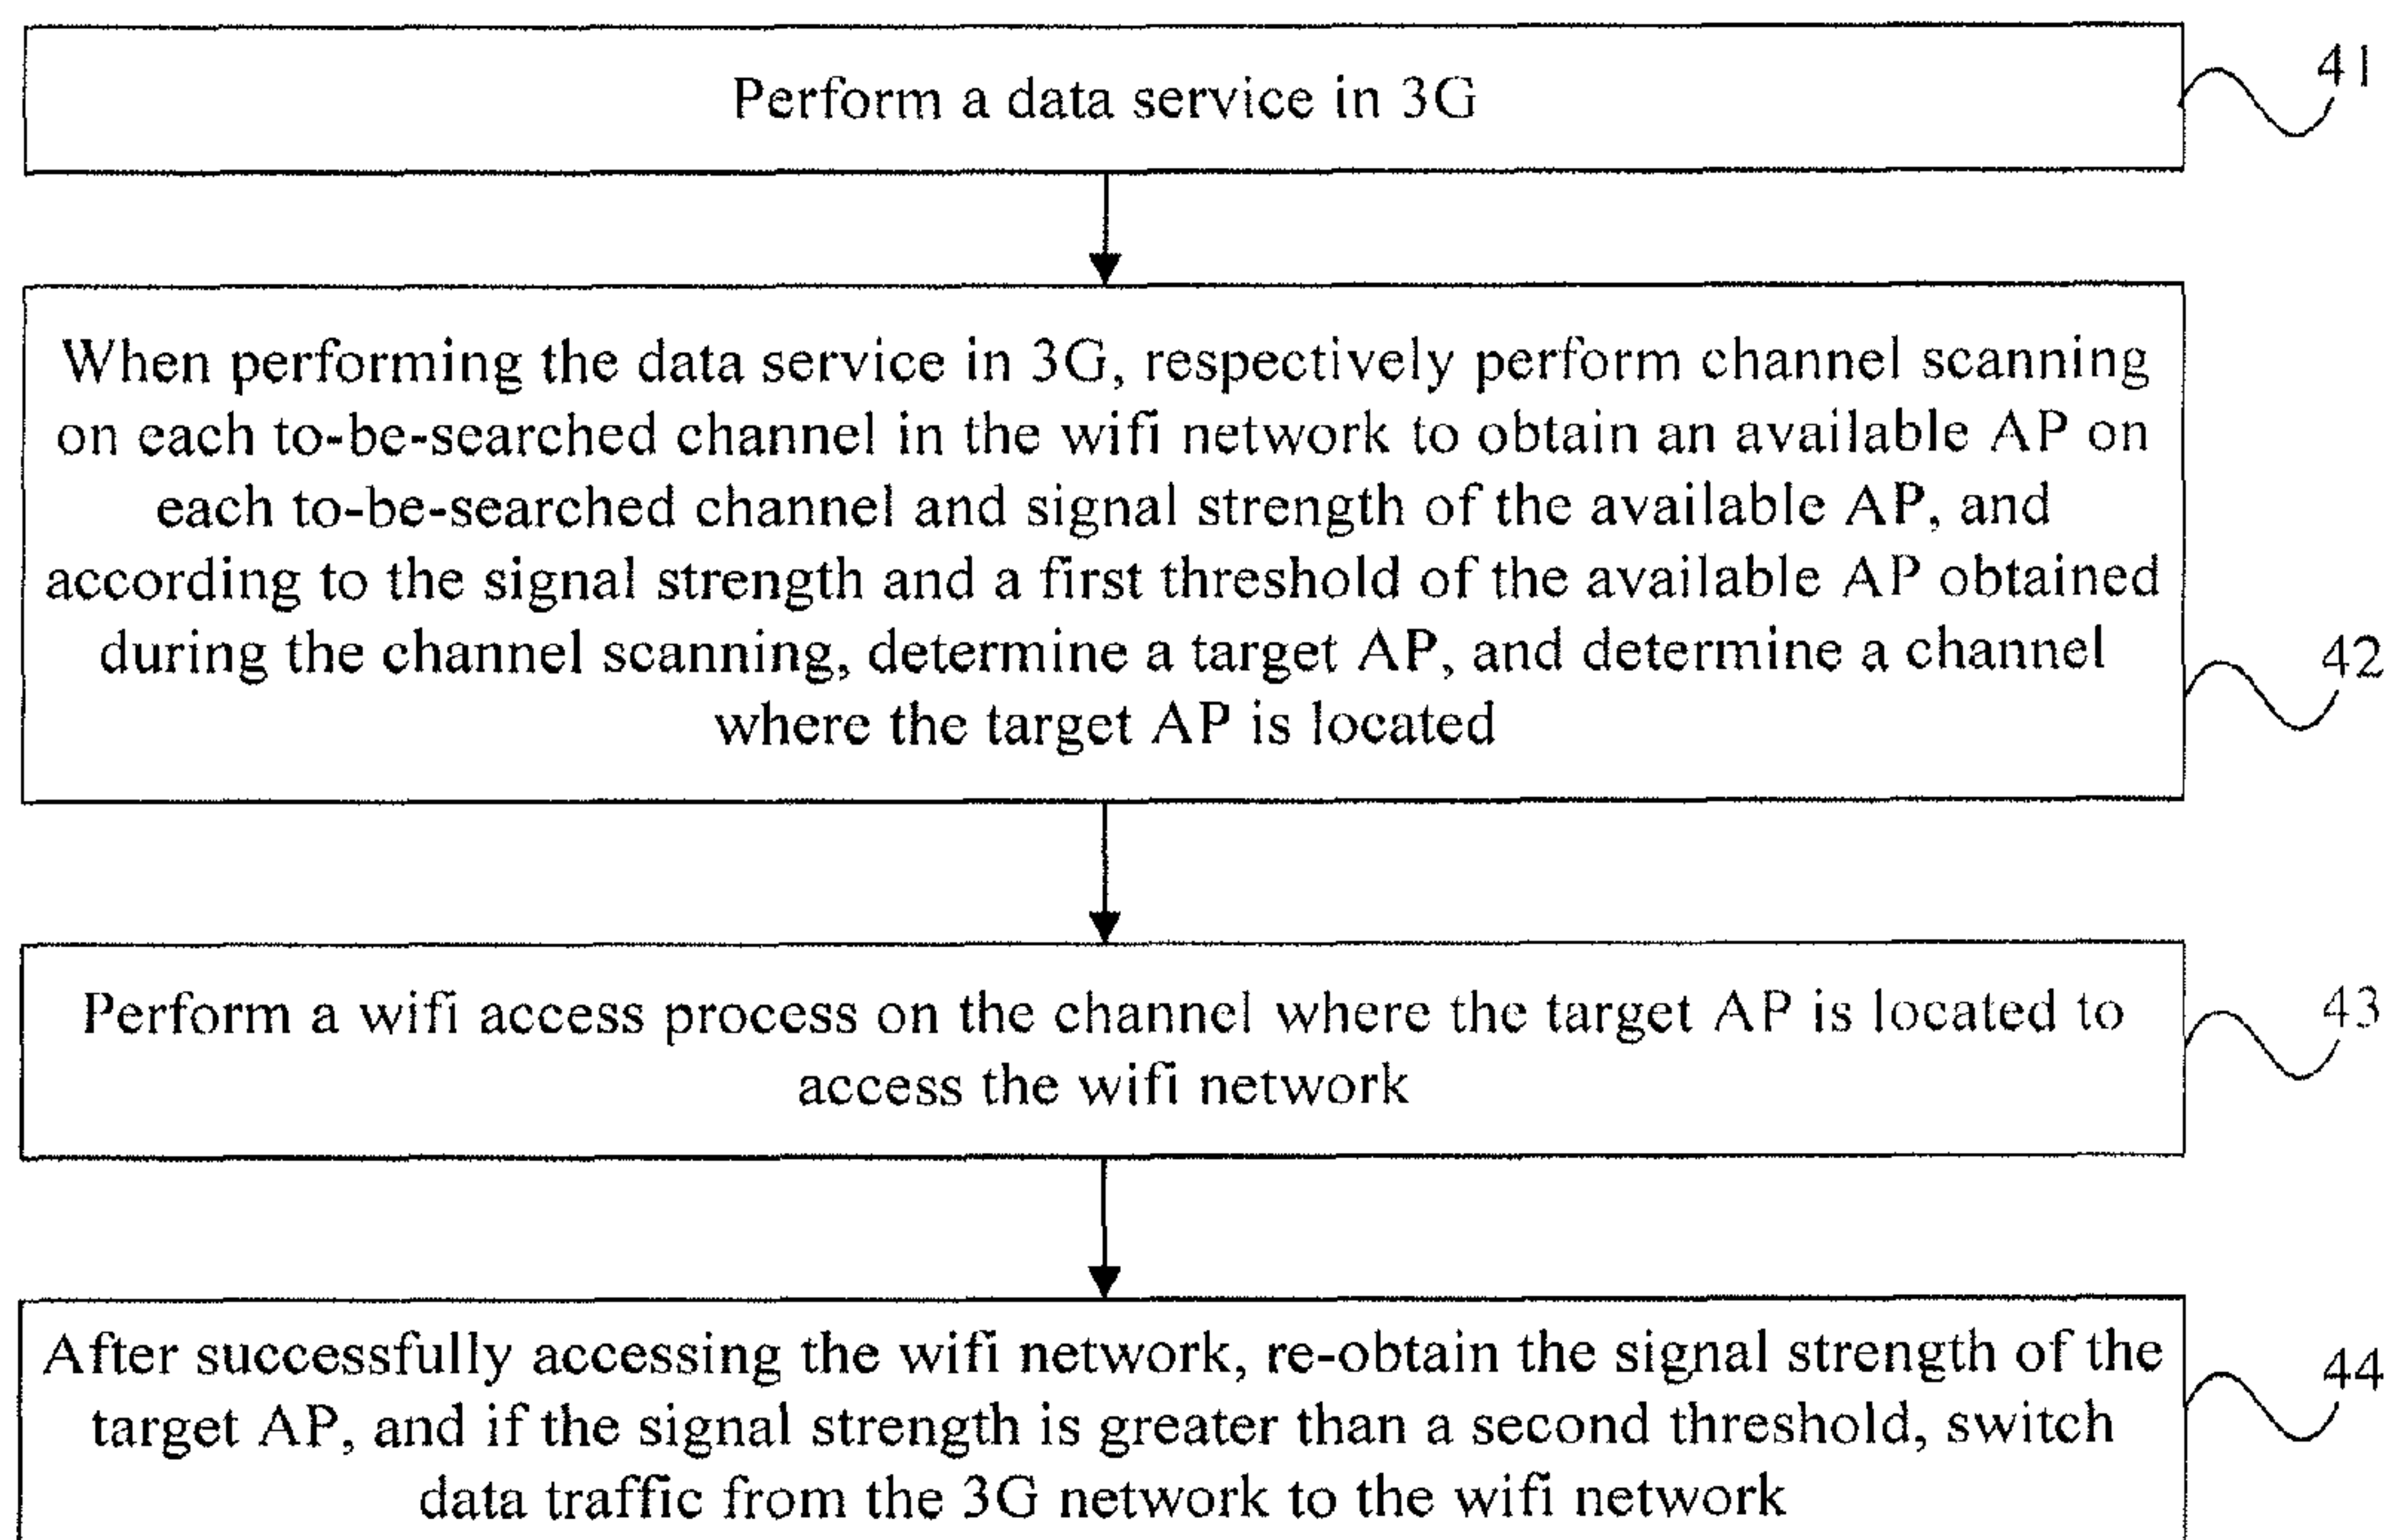 Perform a data service in 3G
41
When performing the data service in 3G, respectively perform channel scanning
on each to-be-searched channel in the wifi network to obtain an available AP on
each to-be-searched channel and signal strength of the available AP, and
according to the signal strength and a first threshold of the available AP obtained
during the channel scanning, determine a target AP, and determine a channel
where the target AP is located
42
Perform a wifi access process on the channel where the target AP is located to
access the wifi network
43
After successfully accessing the wifi network, re-obtain the signal strength of the
target AP, and if the signal strength is greater than a second threshold, switch
data traffic from the 3G network to the wifi network
44